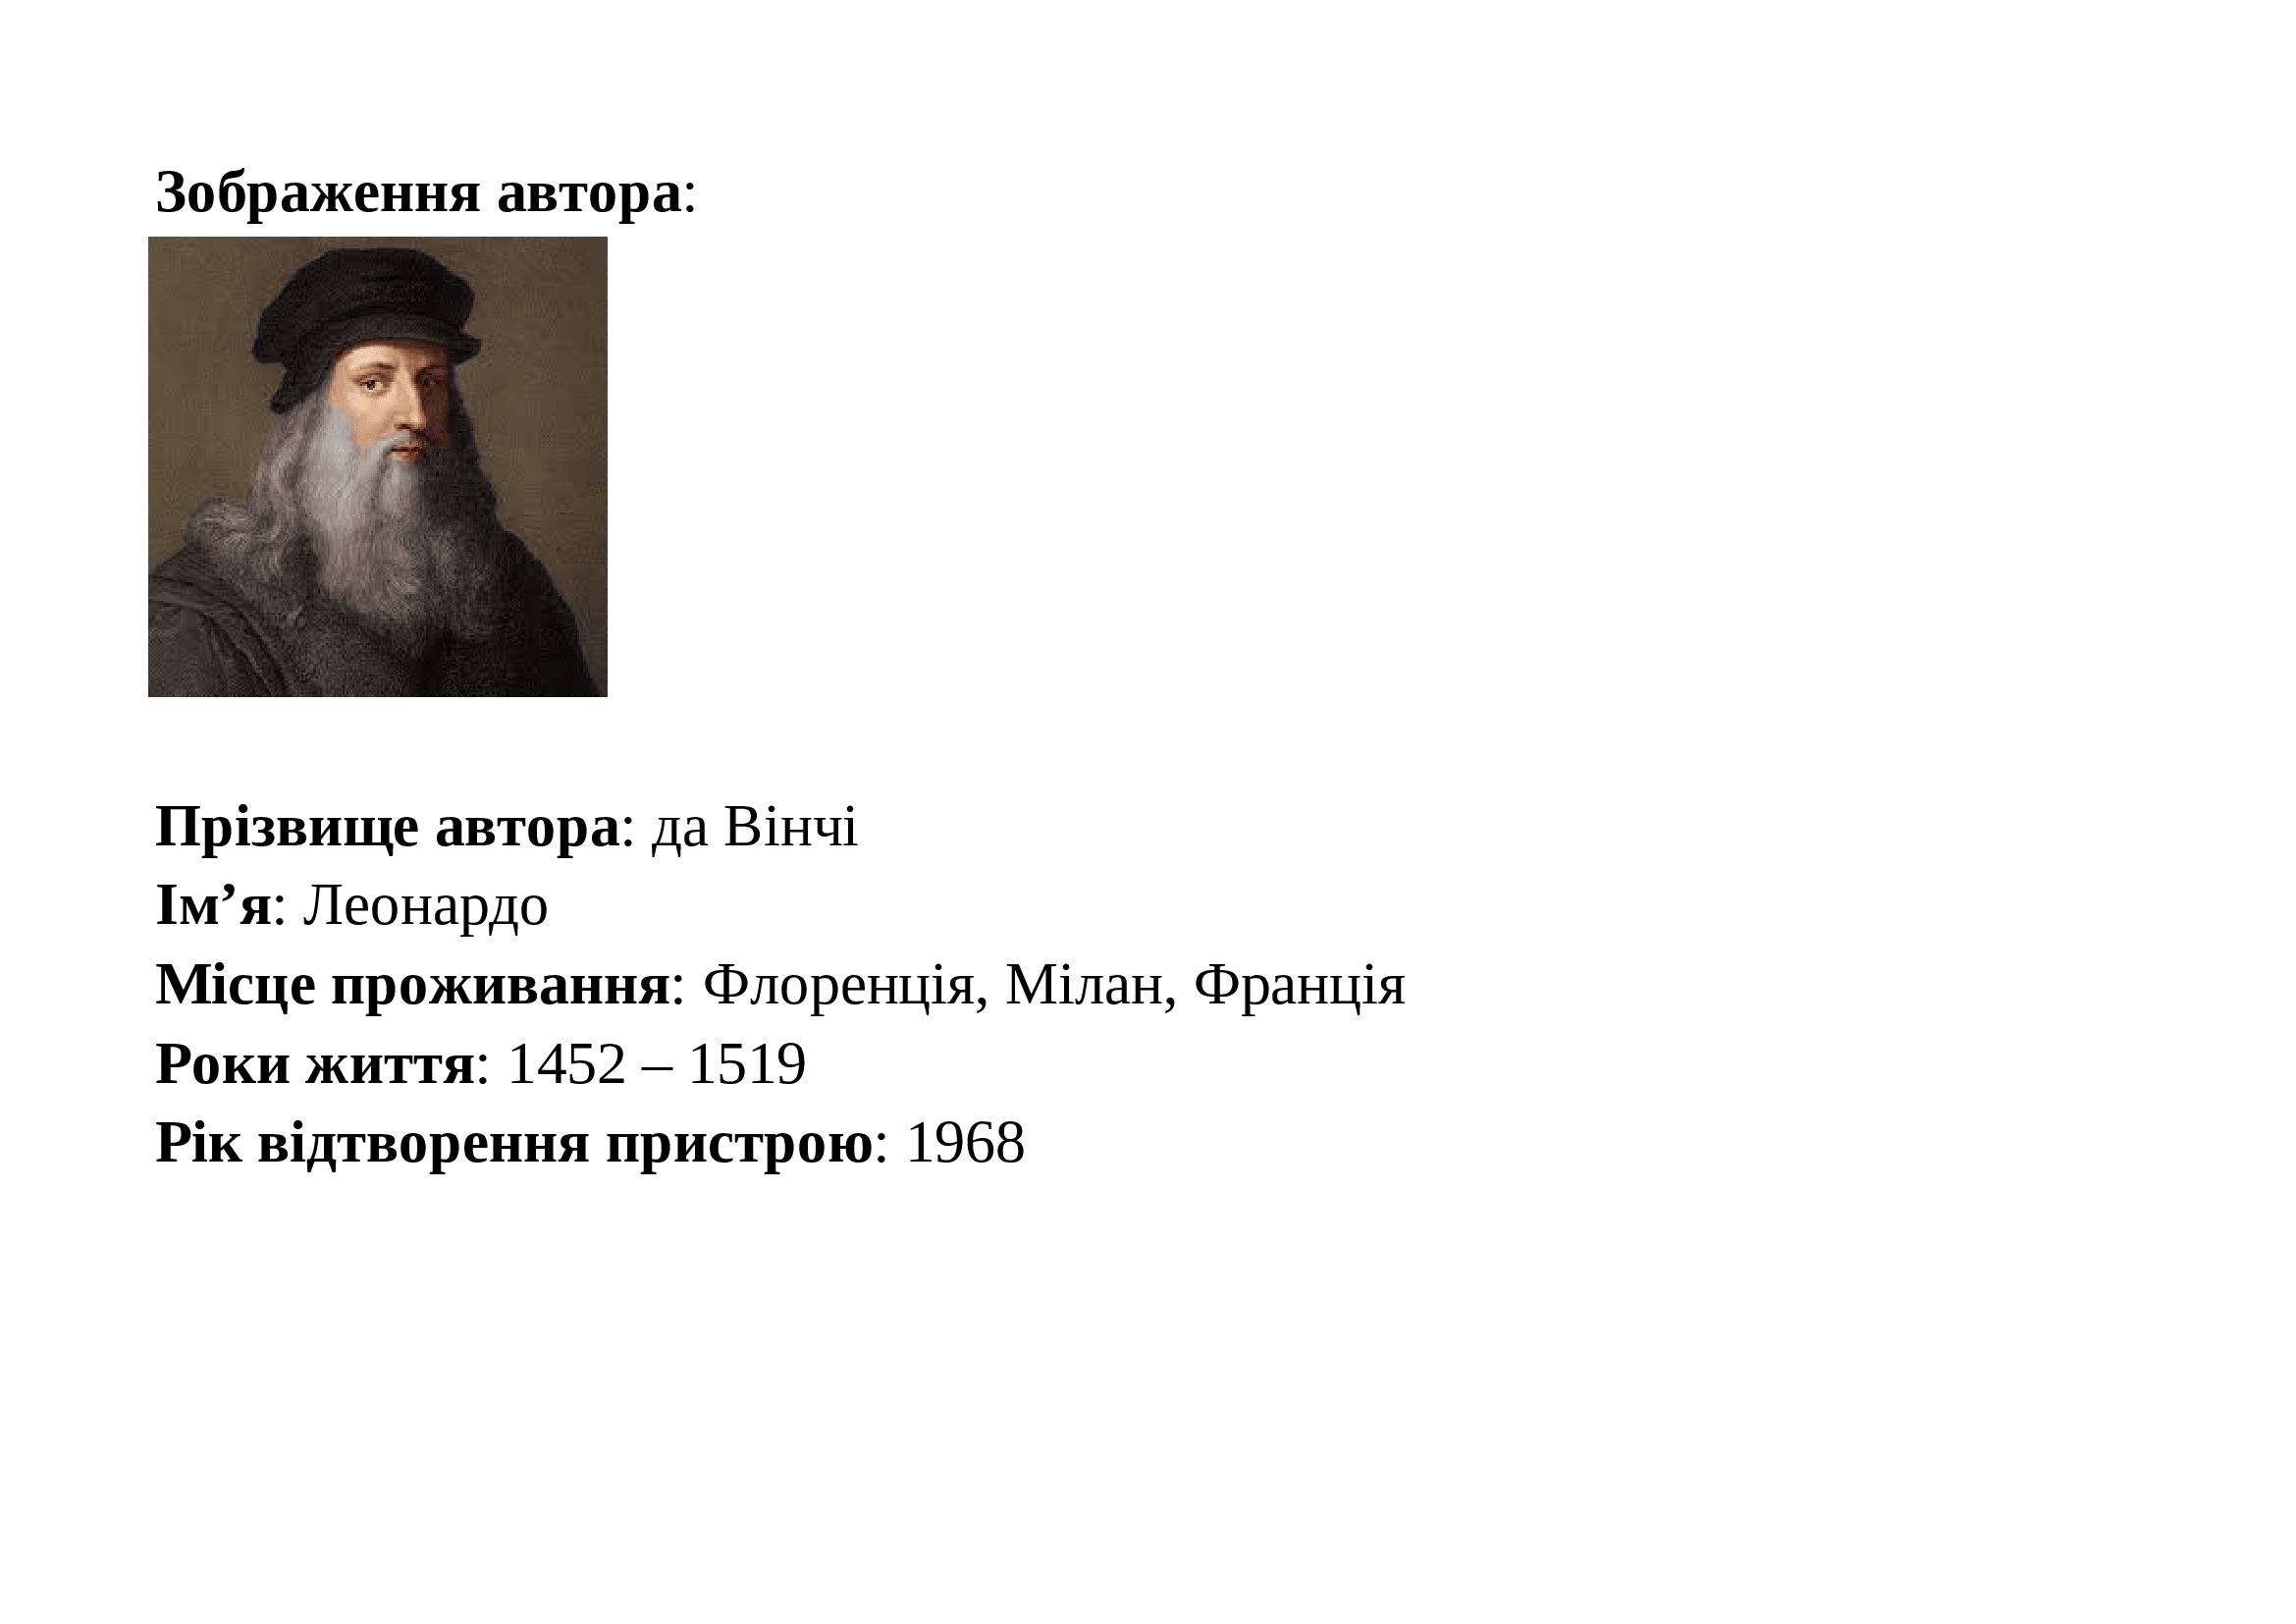 Зображення автора:
Прізвище автора: да Вінчі
Ім’я: Леонардо
Місце проживання: Флоренція, Мілан, Франція
Роки життя: 1452 – 1519
Рік відтворення пристрою: 1968